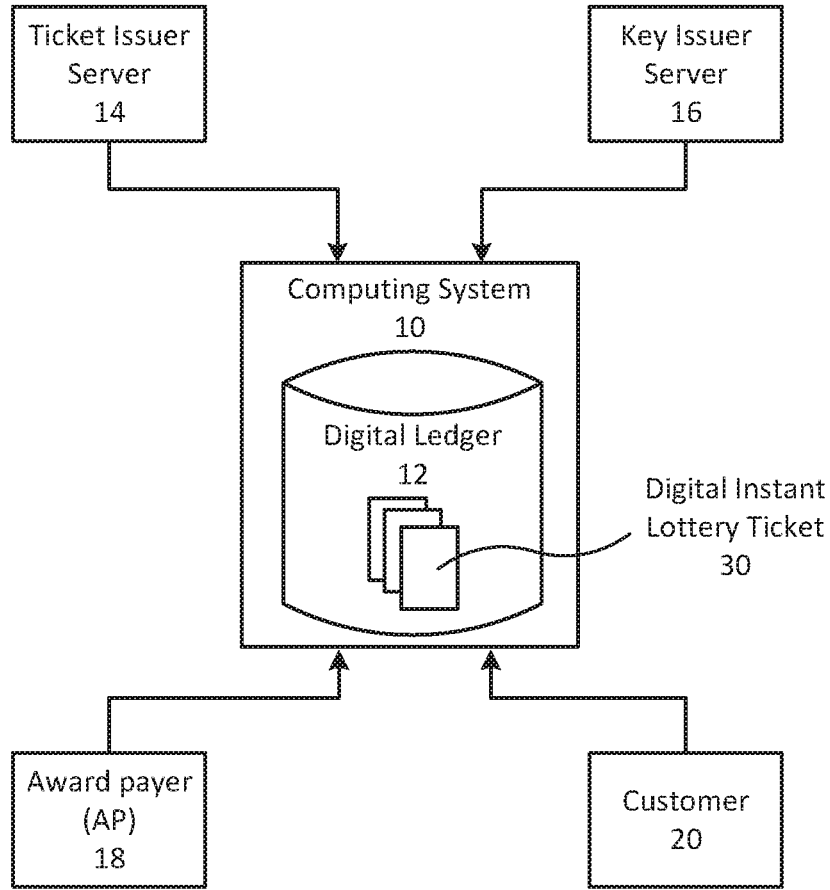 Ticket Issuer
Server
14
Key Issuer
Server
16
Computing System
10
Digital Ledger
12
Digital Instant
Lottery Ticket
30
Award payer
(AP)
18
Customer
20